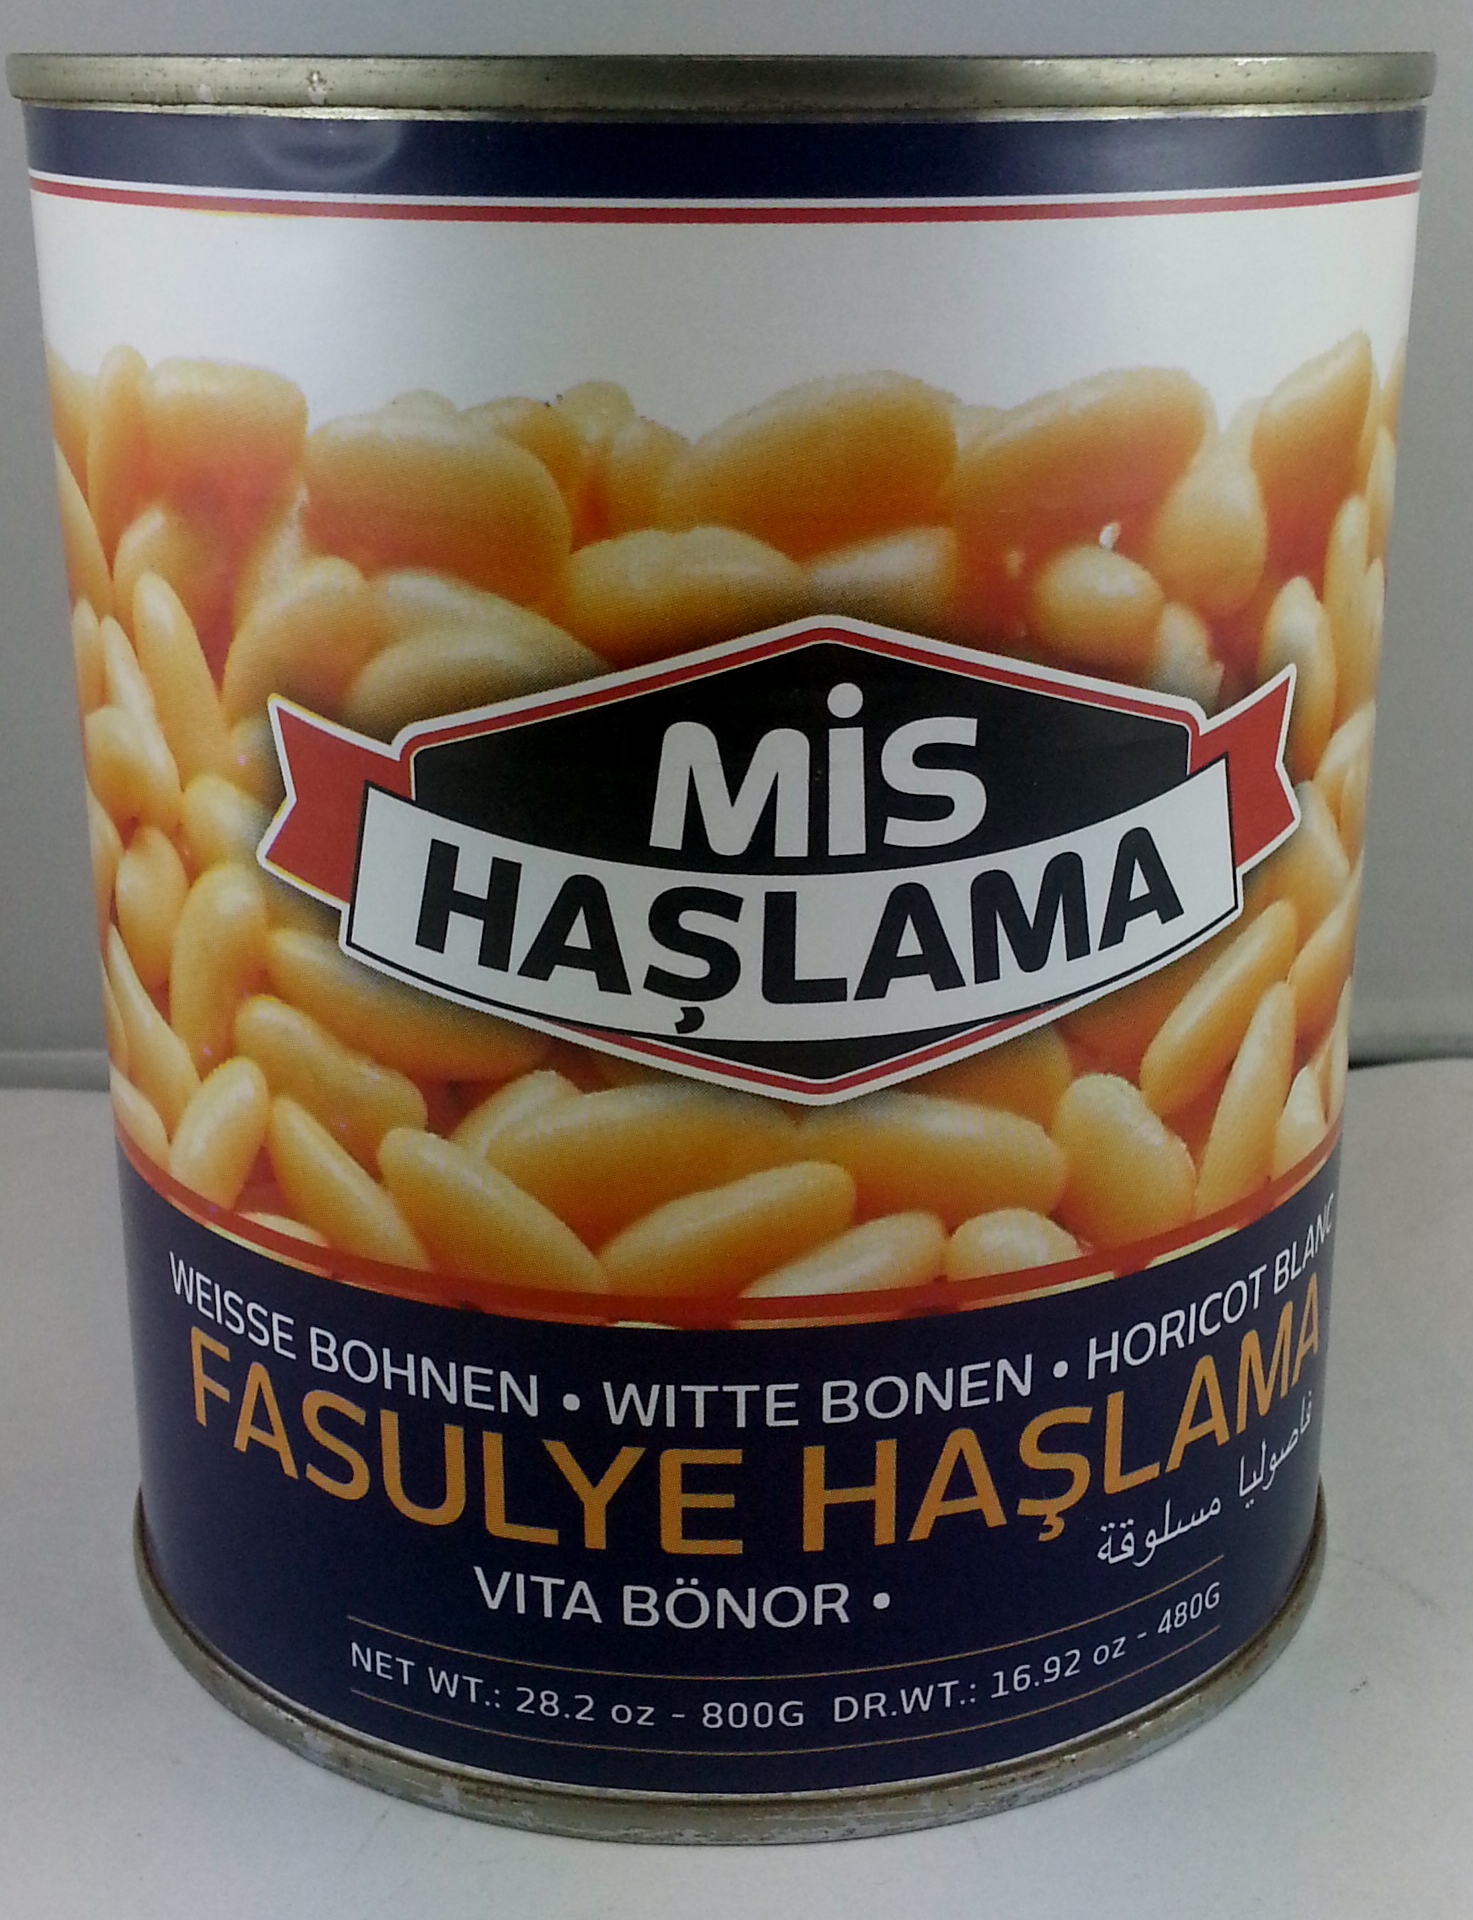 MİS
HAŞLAMA
WEISSE BOHNEN • WITTE BONEN • HORICOT BLANC
FASULYE HAŞLAMA
فاصوليا مسلوقة
VITA BÖNOR •
NET WT.: 28.2 oz - 800G DR.WT.: 16.92 oz - 480G